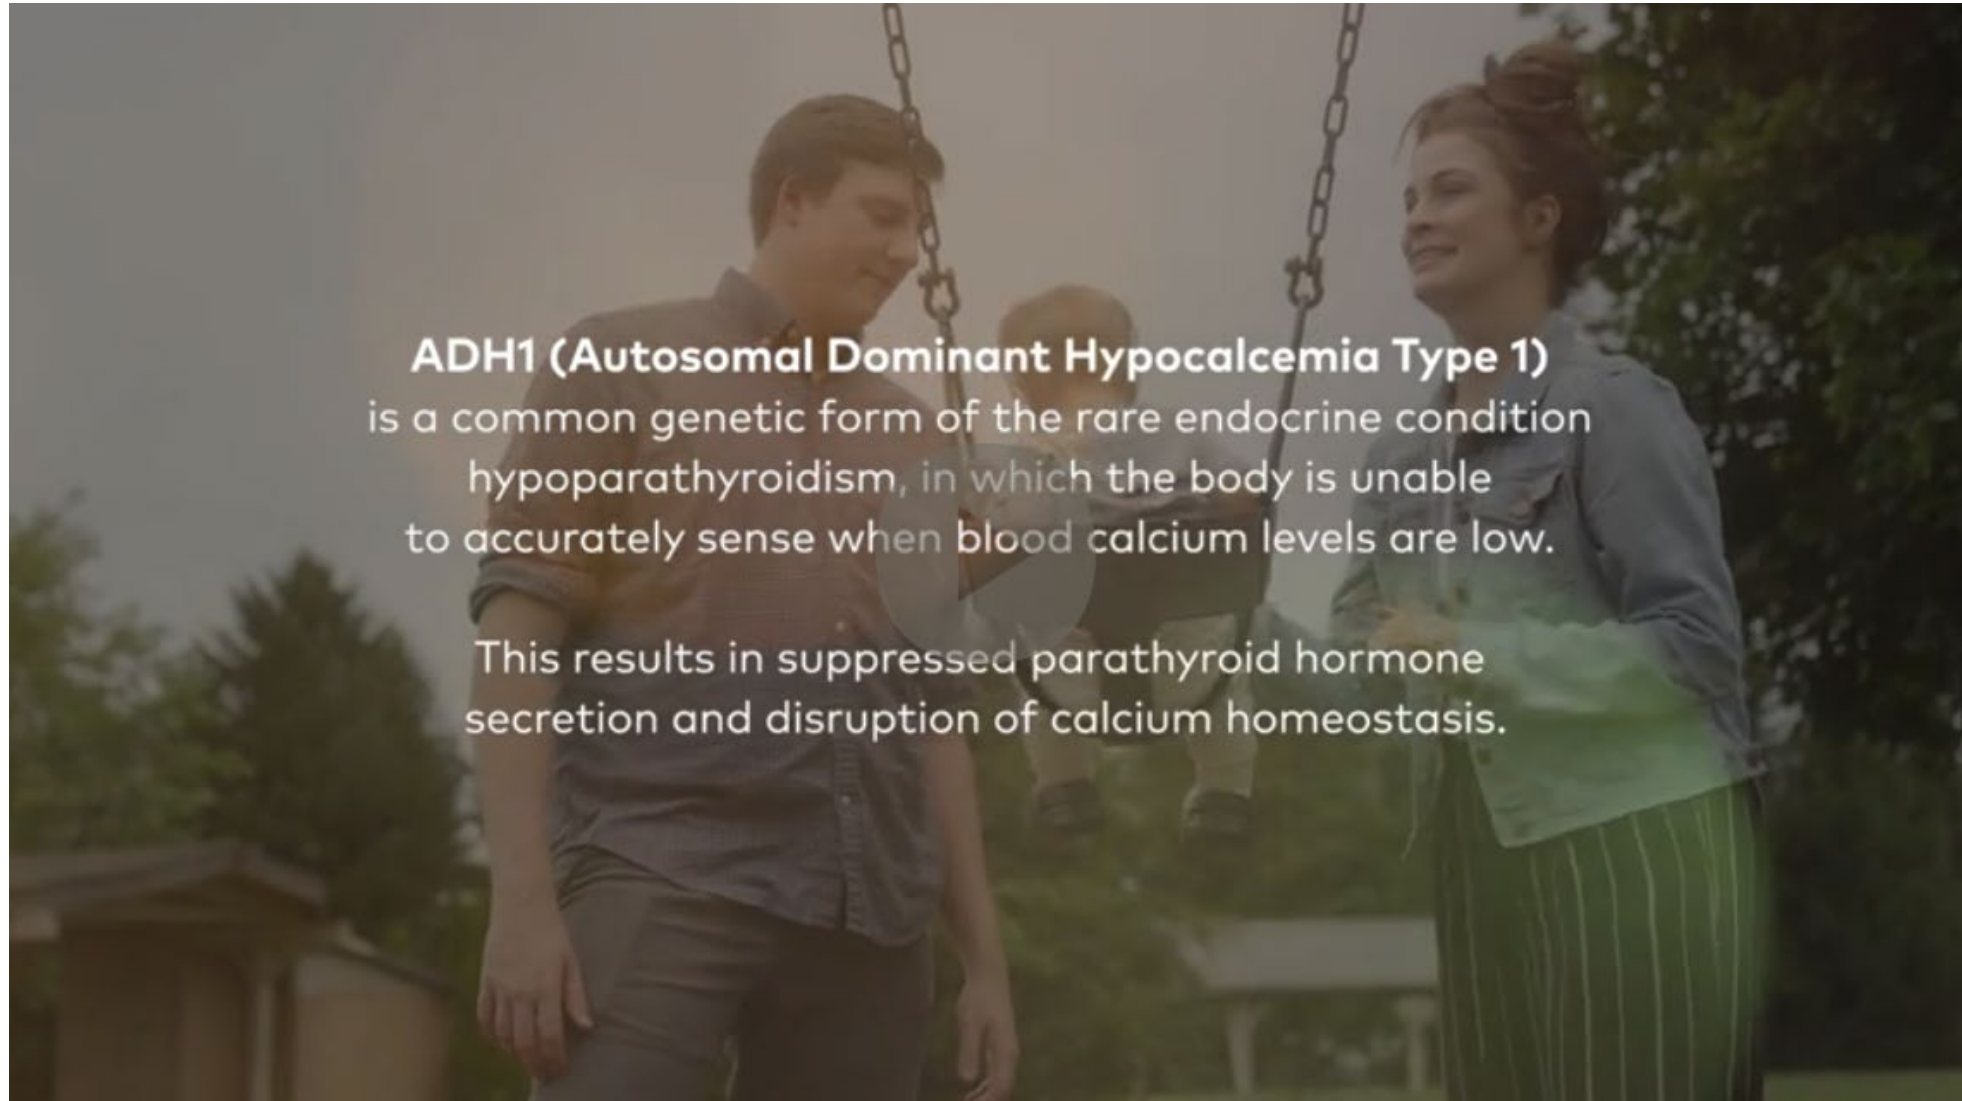 ADH1 (Autosomal Dominant Hypocalcemia Type 1)
is a common genetic form of the rare endocrine condition
hypoparathyroidism, in which the body is unable
to accurately sense when blood calcium levels are low.
This results in suppressed parathyroid hormone
secretion and disruption of calcium homeostasis.